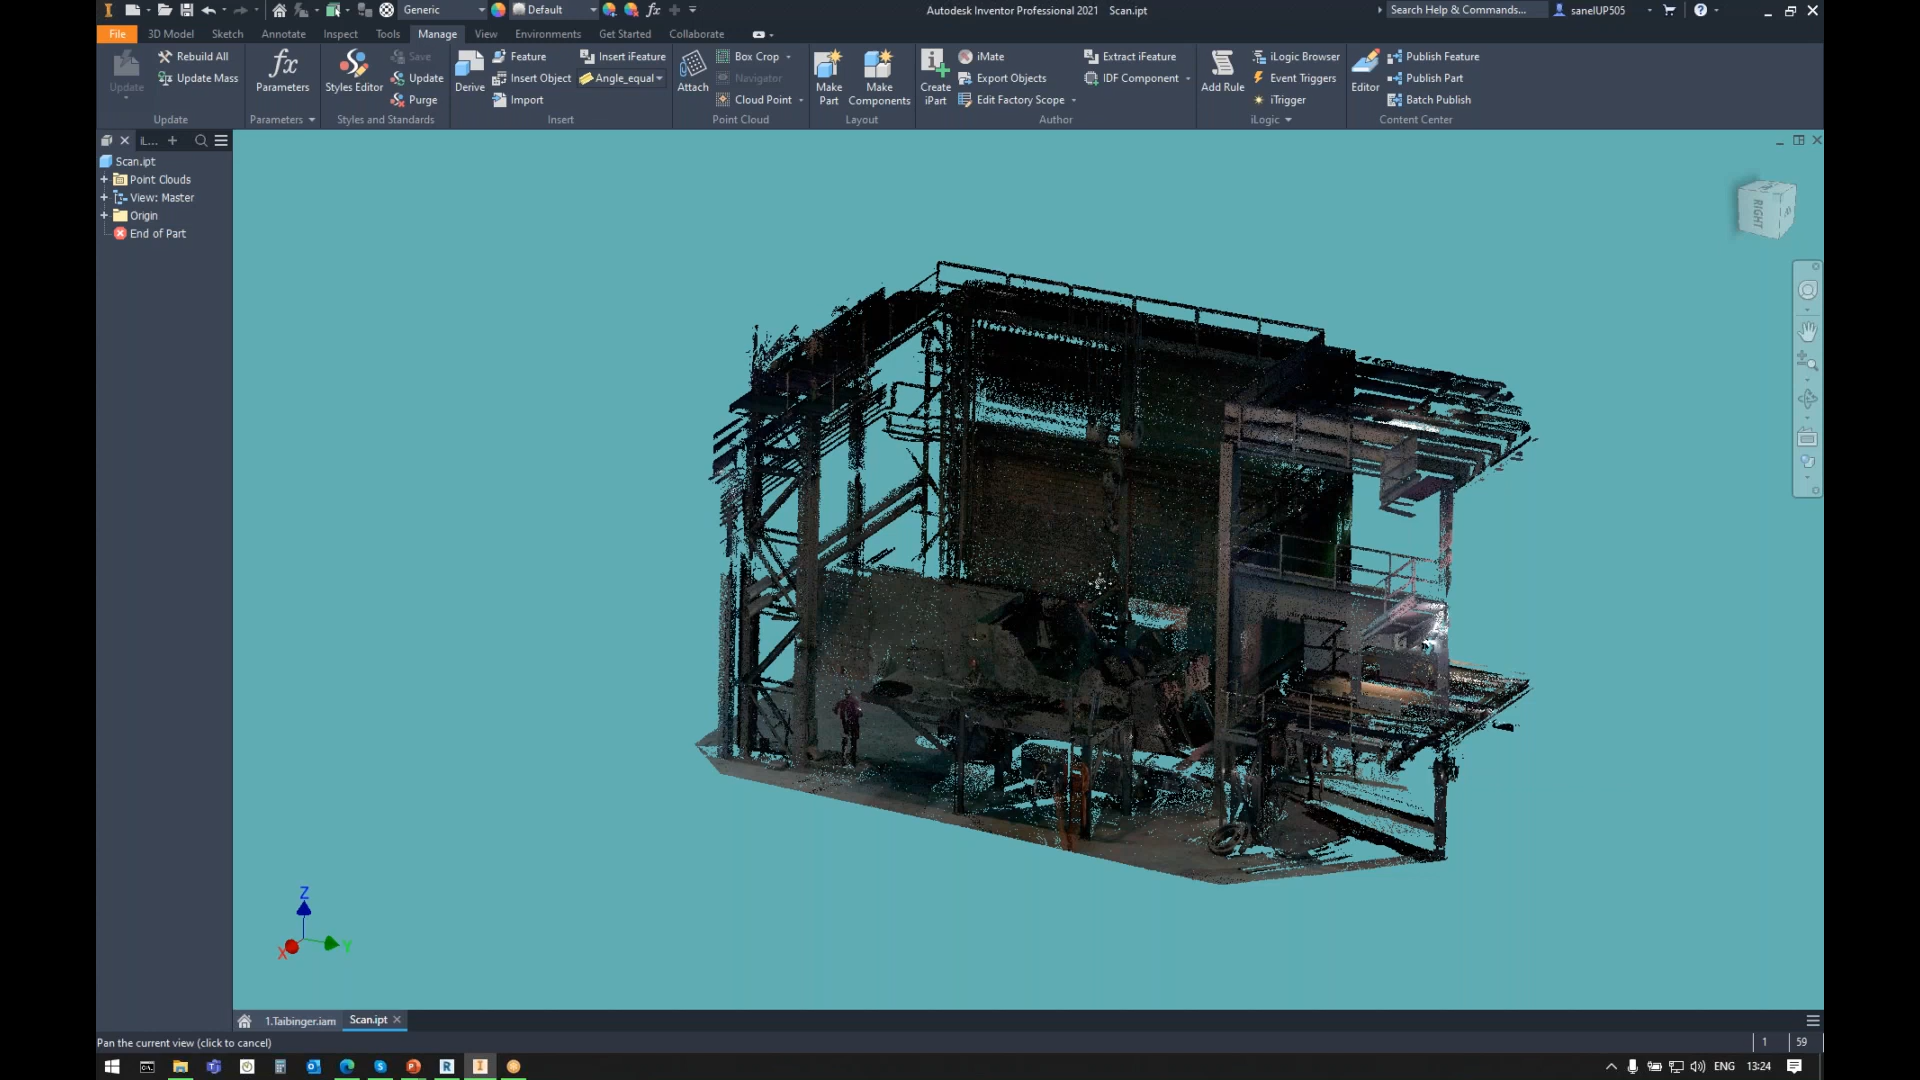 Generic
Default
Autodesk Inventor Professional 2021 Scan.ipt
Search Help & Commands...
sanelUP505
File 3D Model Sketch Annotate Inspect Tools Manage View Environments Get Started Collaborate
Update
Rebuild All
Update Mass
Update
Parameters
Parameters
Styles Editor
Save
Update
Purge
Styles and Standards
Derive
Feature
Insert Object
Import
Insert iFeature
Angle_equal
Insert
Attach
Box Crop
Navigator
Cloud Point
Point Cloud
Make Part
Make Components
Layout
Create iPart
iMate
Export Objects
Edit Factory Scope
Extract iFeature
IDF Component
Author
Add Rule
iLogic Browser
Event Triggers
iTrigger
iLogic
Editor
Publish Feature
Publish Part
Batch Publish
Content Center
iL...
Scan.ipt
Point Clouds
View: Master
Origin
End of Part
RIGHT
Z
X
Y
1.Taibinger.iam
Scan.ipt
Pan the current view (click to cancel)
1 59
ENG 13:24